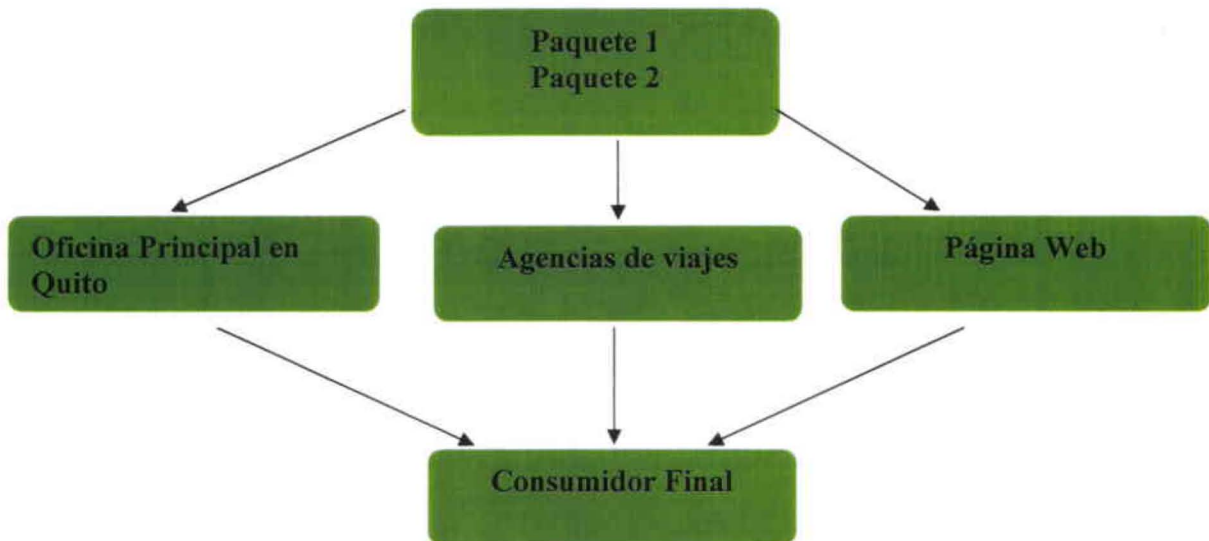 Paquete 1
Paquete 2
Oficina Principal en
Quito
Agencias de viajes
Página Web
Consumidor Final